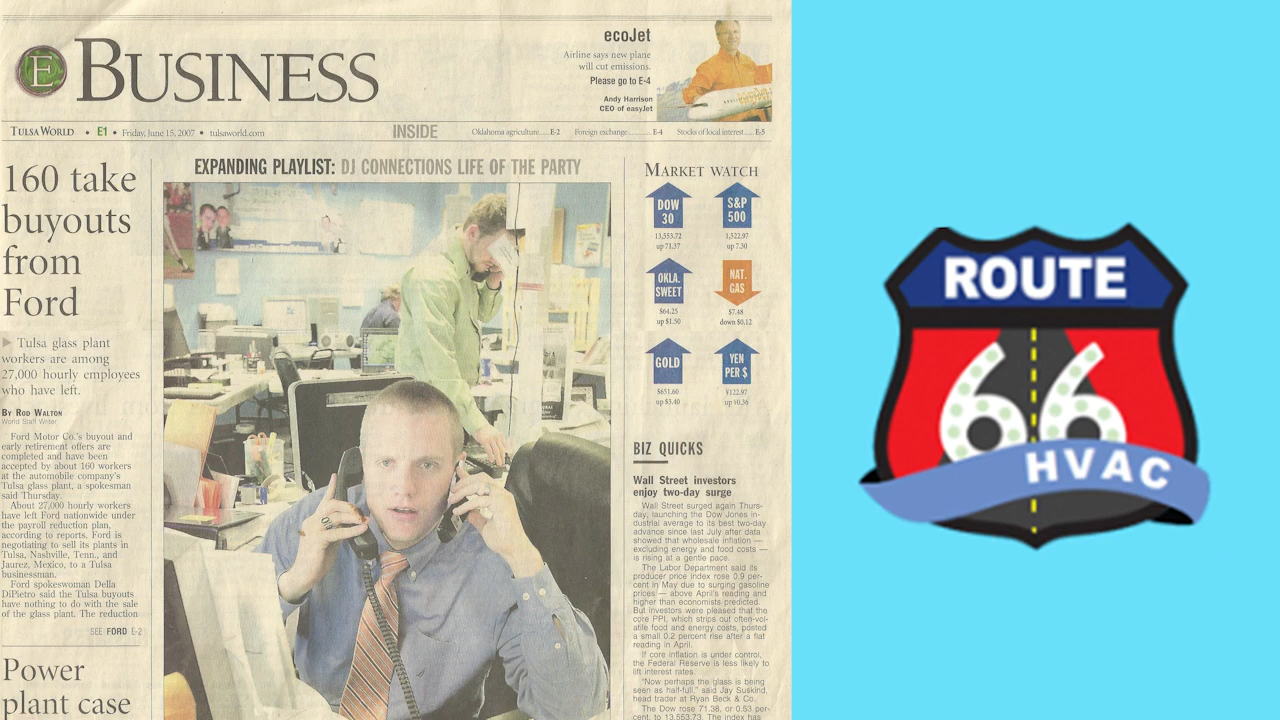 E BUSINESS
ecoJet
Airline says new plane
will cut emissions.
Please go to E-4
Andy Harrison
CEO of easyJet
TULSA WORLD • E1 • Friday, June 15, 2007 • tulsaworld.com
INSIDE
Oklahoma agriculture..... E-2
Foreign exchange........... E-4
Stocks of local interest..... E-5
160 take
buyouts
from
Ford
Tulsa glass plant
workers are among
27,000 hourly employees
who have left.
BY ROD WALTON
World Staff Writer
Ford Motor Co.'s buyout and
early retirement offers are
completed and have been
accepted by about 160 workers
at the automobile company's
Tulsa glass plant, a spokesman
said Thursday.
About 27,000 hourly workers
have left Ford nationwide under
the payroll reduction plan,
according to reports. Ford is
negotiating to sell its plants in
Tulsa, Nashville, Tenn., and
Jaurez, Mexico, to a Tulsa
businessman.
Ford spokeswoman Della
DiPietro said the Tulsa buyouts
have nothing to do with the sale
of the glass plant. The reduction
SEE FORD E-2
Power
plant case
EXPANDING PLAYLIST: DJ CONNECTIONS LIFE OF THE PARTY
MARKET WATCH
DOW
30
13,553.72
up 71.37
S&P
500
1,522.97
up 7.30
OKLA.
SWEET
$64.25
up $1.50
NAT.
GAS
$7.48
down $0.12
GOLD
$651.60
up $3.40
YEN
PER $
¥122.97
up ¥0.36
BIZ QUICKS
Wall Street investors
enjoy two-day surge
Wall Street surged again Thurs-
day, launching the Dow Jones in-
dustrial average to its best two-day
advance since last July after data
showed that wholesale inflation —
excluding energy and food costs —
is rising at a gentle pace.
The Labor Department said its
producer price index rose 0.9 per-
cent in May due to surging gasoline
prices — above April's reading and
higher than economists predicted.
But investors were pleased that the
core PPI, which strips out often-vol-
atile food and energy costs, posted
a small 0.2 percent rise after a flat
reading in April.
If core inflation is under control,
the Federal Reserve is less likely to
lift interest rates.
"Now perhaps the glass is being
seen as half-full," said Jay Suskind,
head trader at Ryan Beck & Co.
The Dow rose 71.38, or 0.53 per-
cent, to 13,553.73. The index has
ROUTE
66
HVAC